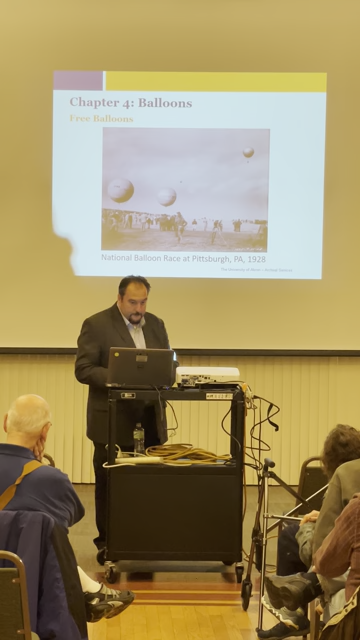 Chapter 4: Balloons
Free Balloons
National Balloon Race at Pittsburgh, PA, 1928